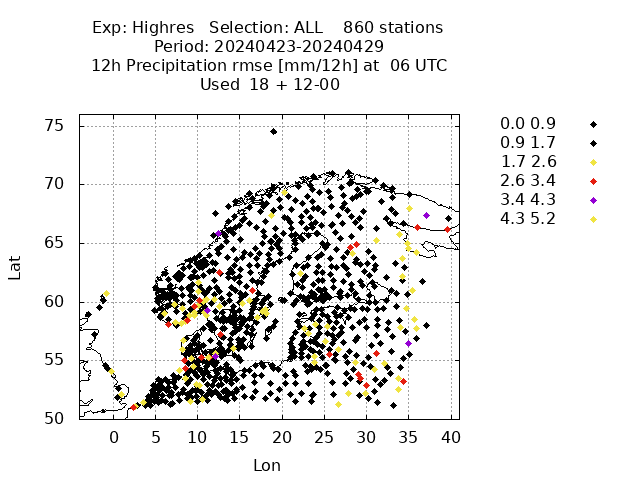 Exp: Highres   Selection: ALL    860 stations
Period: 20240423-20240429
12h Precipitation rmse [mm/12h] at  06 UTC
Used  18 + 12-00
75
70
65
60
55
50
Lat
0 5 10 15 20 25 30 35 40
Lon
0.0 0.9
0.9 1.7
1.7 2.6
2.6 3.4
3.4 4.3
4.3 5.2